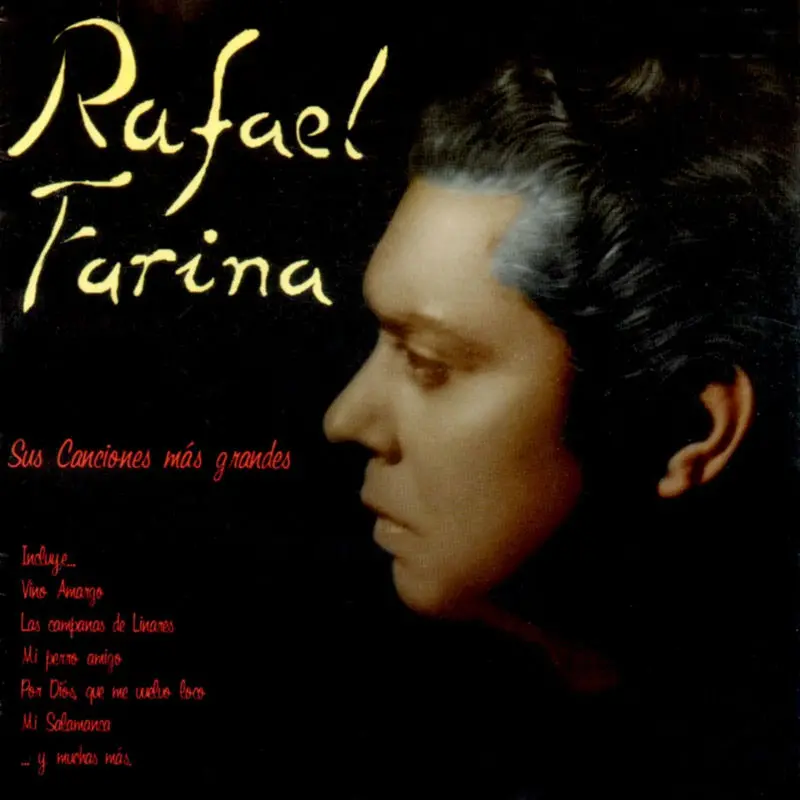 Rafael
Farina
Sus Canciones más grandes
Incluye...
Vino Amargo
Las campanas de Linares
Mi perro amigo
Por Dios, que me vuelvo loco
Mi Salamanca
... y muchas más.